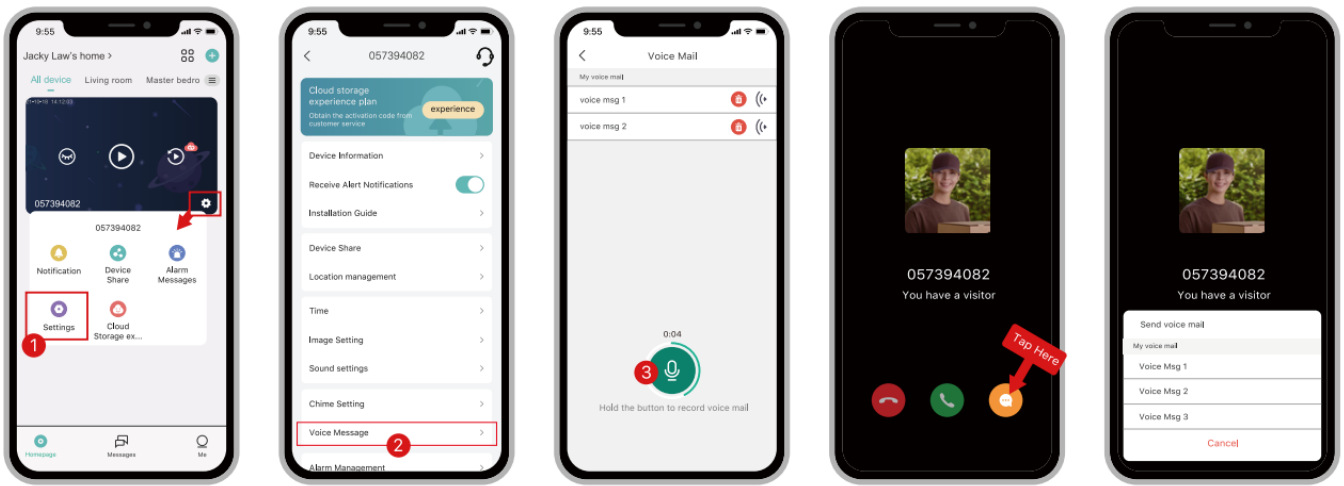 9:55
Jacky Law's home >
All device Living room Master bedro
057394082
057394082
Notification
Device
Share
Alarm
Messages
Settings
Cloud
Storage ex...
1
Homepage
Messages
Me
9:55
057394082
Cloud storage
experience plan
Obtain the activation code from
customer service
experience
Device Information
Receive Alert Notifications
Installation Guide
Device Share
Location management
Time
Image Setting
Sound settings
Chime Setting
Voice Message
2
Alarm Management
9:55
Voice Mail
My voice mail
voice msg 1
voice msg 2
0:04
3
Hold the button to record voice mail
057394082
You have a visitor
Tap Here
057394082
You have a visitor
Send voice mail
My voice mail
Voice Msg 1
Voice Msg 2
Voice Msg 3
Cancel